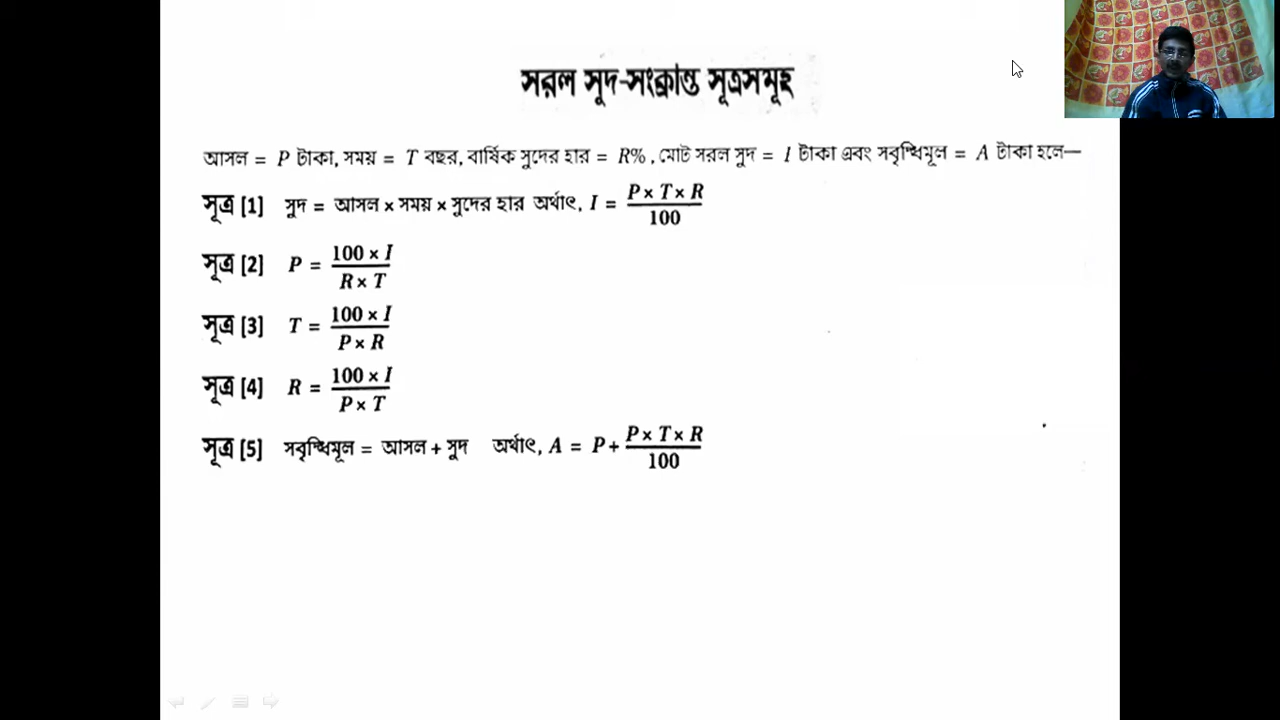 সরল সুদ-সংক্রান্ত সূত্রসমূহ
আসল = P টাকা, সময় = T বছর, বার্ষিক সুদের হার = R%, মোট সরল সুদ = I টাকা এবং সবৃদ্ধিমূল = A টাকা হলে—
সূত্র [1] সুদ = আসল × সময় × সুদের হার অর্থাৎ, I = P × T × R / 100
সূত্র [2] P = 100 × I / R × T
সূত্র [3] T = 100 × I / P × R
সূত্র [4] R = 100 × I / P × T
সূত্র [5] সবৃদ্ধিমূল = আসল + সুদ অর্থাৎ, A = P + P × T × R / 100